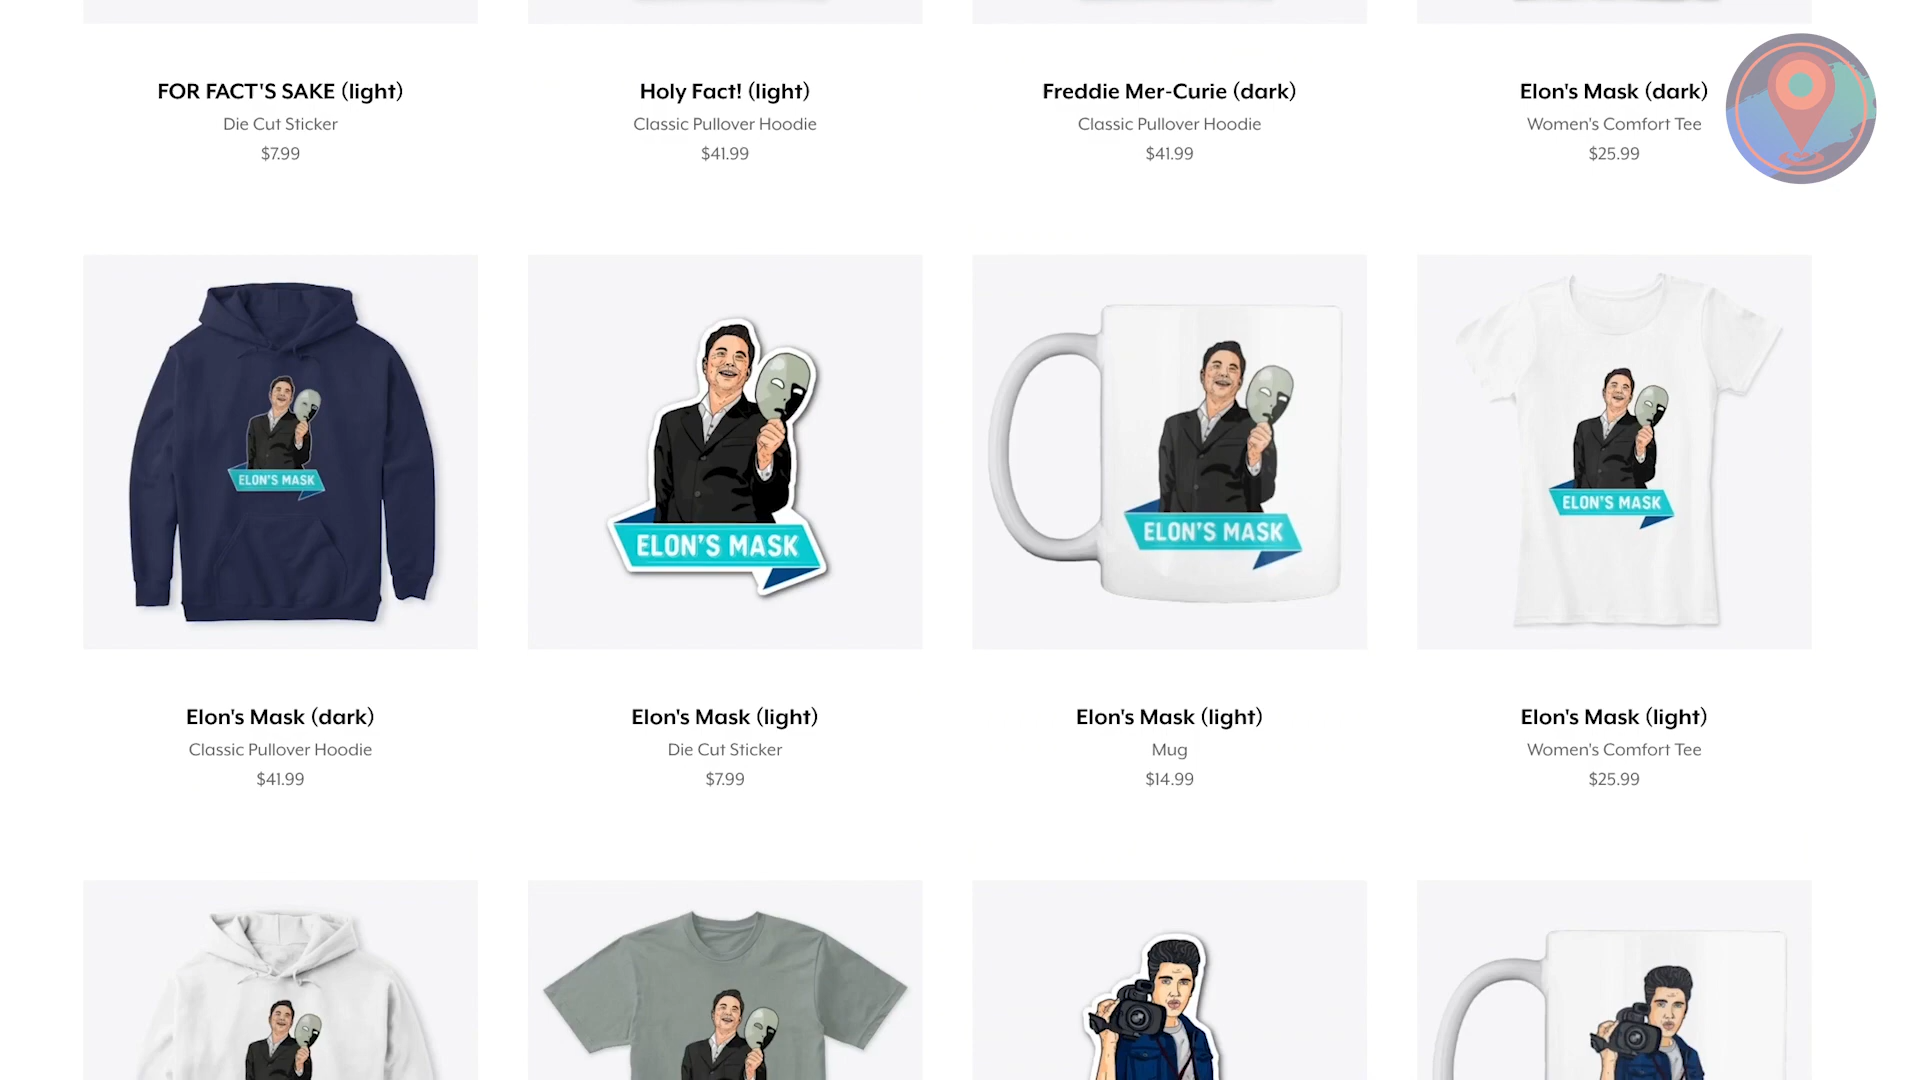 FOR FACT'S SAKE (light)
Die Cut Sticker
$7.99
Holy Fact! (light)
Classic Pullover Hoodie
$41.99
Freddie Mer-Curie (dark)
Classic Pullover Hoodie
$41.99
Elon's Mask (dark)
Women's Comfort Tee
$25.99
ELON'S MASK
ELON'S MASK
ELON'S MASK
ELON'S MASK
Elon's Mask (dark)
Classic Pullover Hoodie
$41.99
Elon's Mask (light)
Die Cut Sticker
$7.99
Elon's Mask (light)
Mug
$14.99
Elon's Mask (light)
Women's Comfort Tee
$25.99